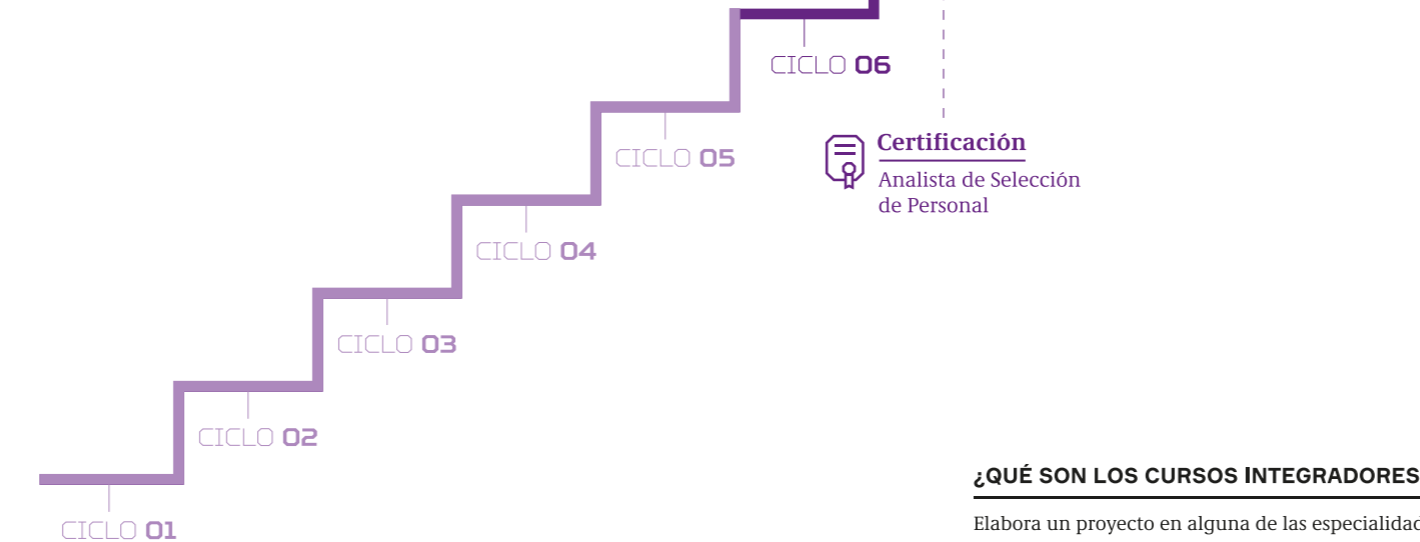 CICLO 06
Certificación
Analista de Selección
de Personal
CICLO 05
CICLO 04
CICLO 03
CICLO 02
CICLO 01
¿QUÉ SON LOS CURSOS INTEGRADORES
Elabora un proyecto en alguna de las